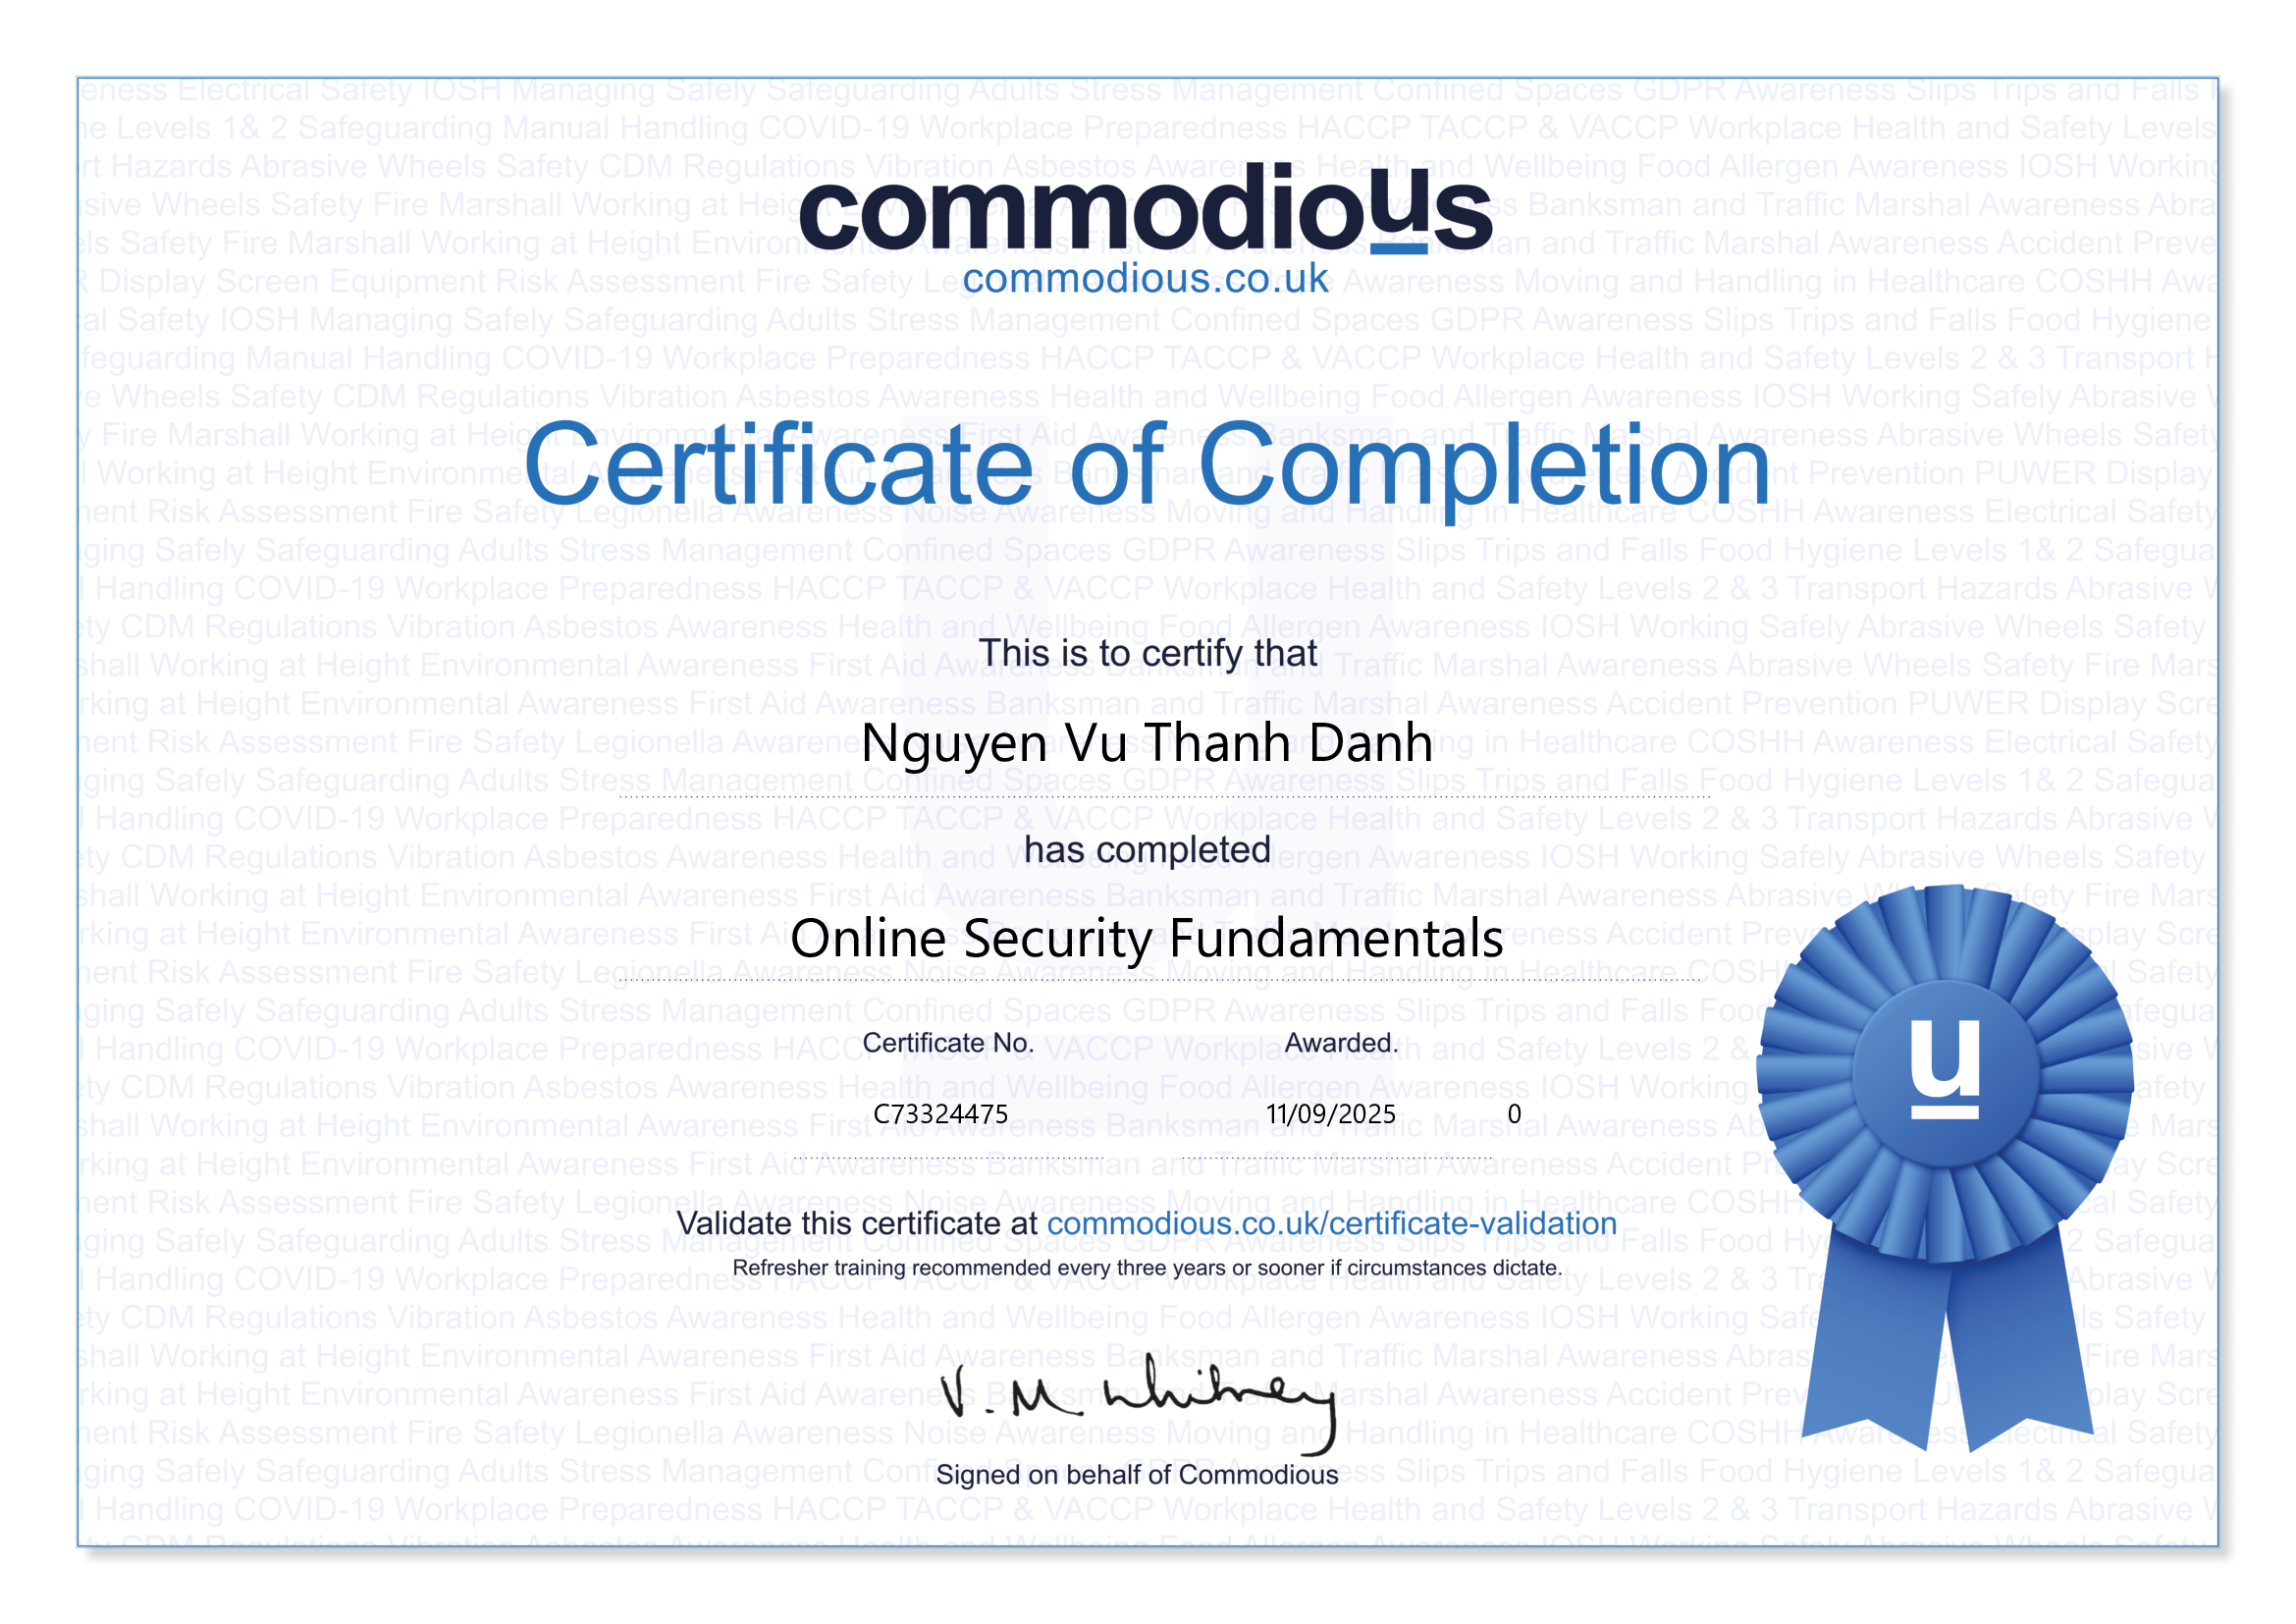 commodious
commodious.co.uk
Certificate of Completion
This is to certify that
Nguyen Vu Thanh Danh
has completed
Online Security Fundamentals
Certificate No. Awarded.
C73324475 11/09/2025 0
u
Validate this certificate at commodious.co.uk/certificate-validation
Refresher training recommended every three years or sooner if circumstances dictate.
V. M Whitney
Signed on behalf of Commodious